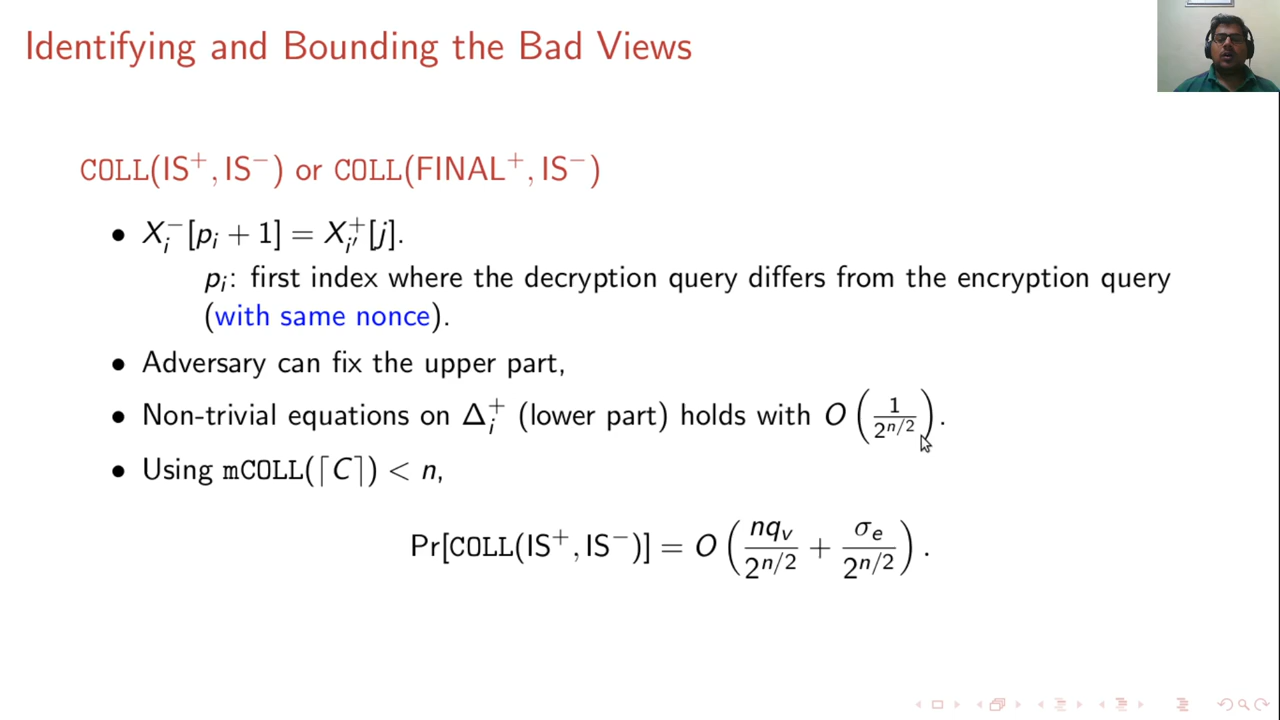 Identifying and Bounding the Bad Views
COLL(IS⁺, IS⁻) or COLL(FINAL⁺, IS⁻)
• X_i^-[p_i + 1] = X_{i'}^+[j].
p_i: first index where the decryption query differs from the encryption query
(with same nonce).
• Adversary can fix the upper part,
• Non-trivial equations on Δ_i^+ (lower part) holds with O(1/2^{n/2}).
• Using mCOLL(⌈C⌉) < n,
Pr[COLL(IS⁺, IS⁻)] = O(nq_v/2^{n/2} + σ_e/2^{n/2}).